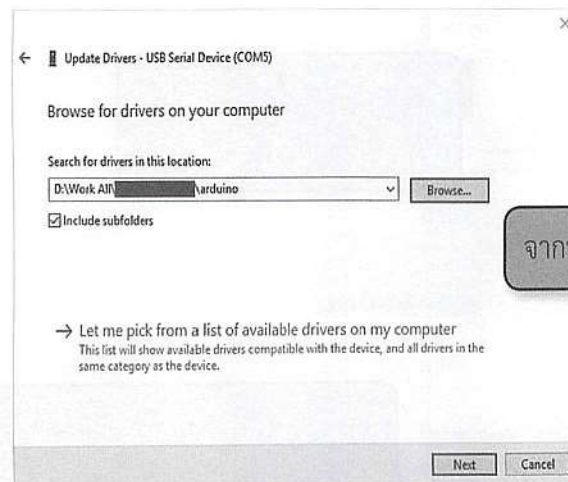 Update Drivers - USB Serial Device (COM5)
Browse for drivers on your computer
Search for drivers in this location:
D:\Work All\ \arduino
Browse...
Include subfolders
Let me pick from a list of available drivers on my computer
This list will show available drivers compatible with the device, and all drivers in the
same category as the device.
Next
Cancel